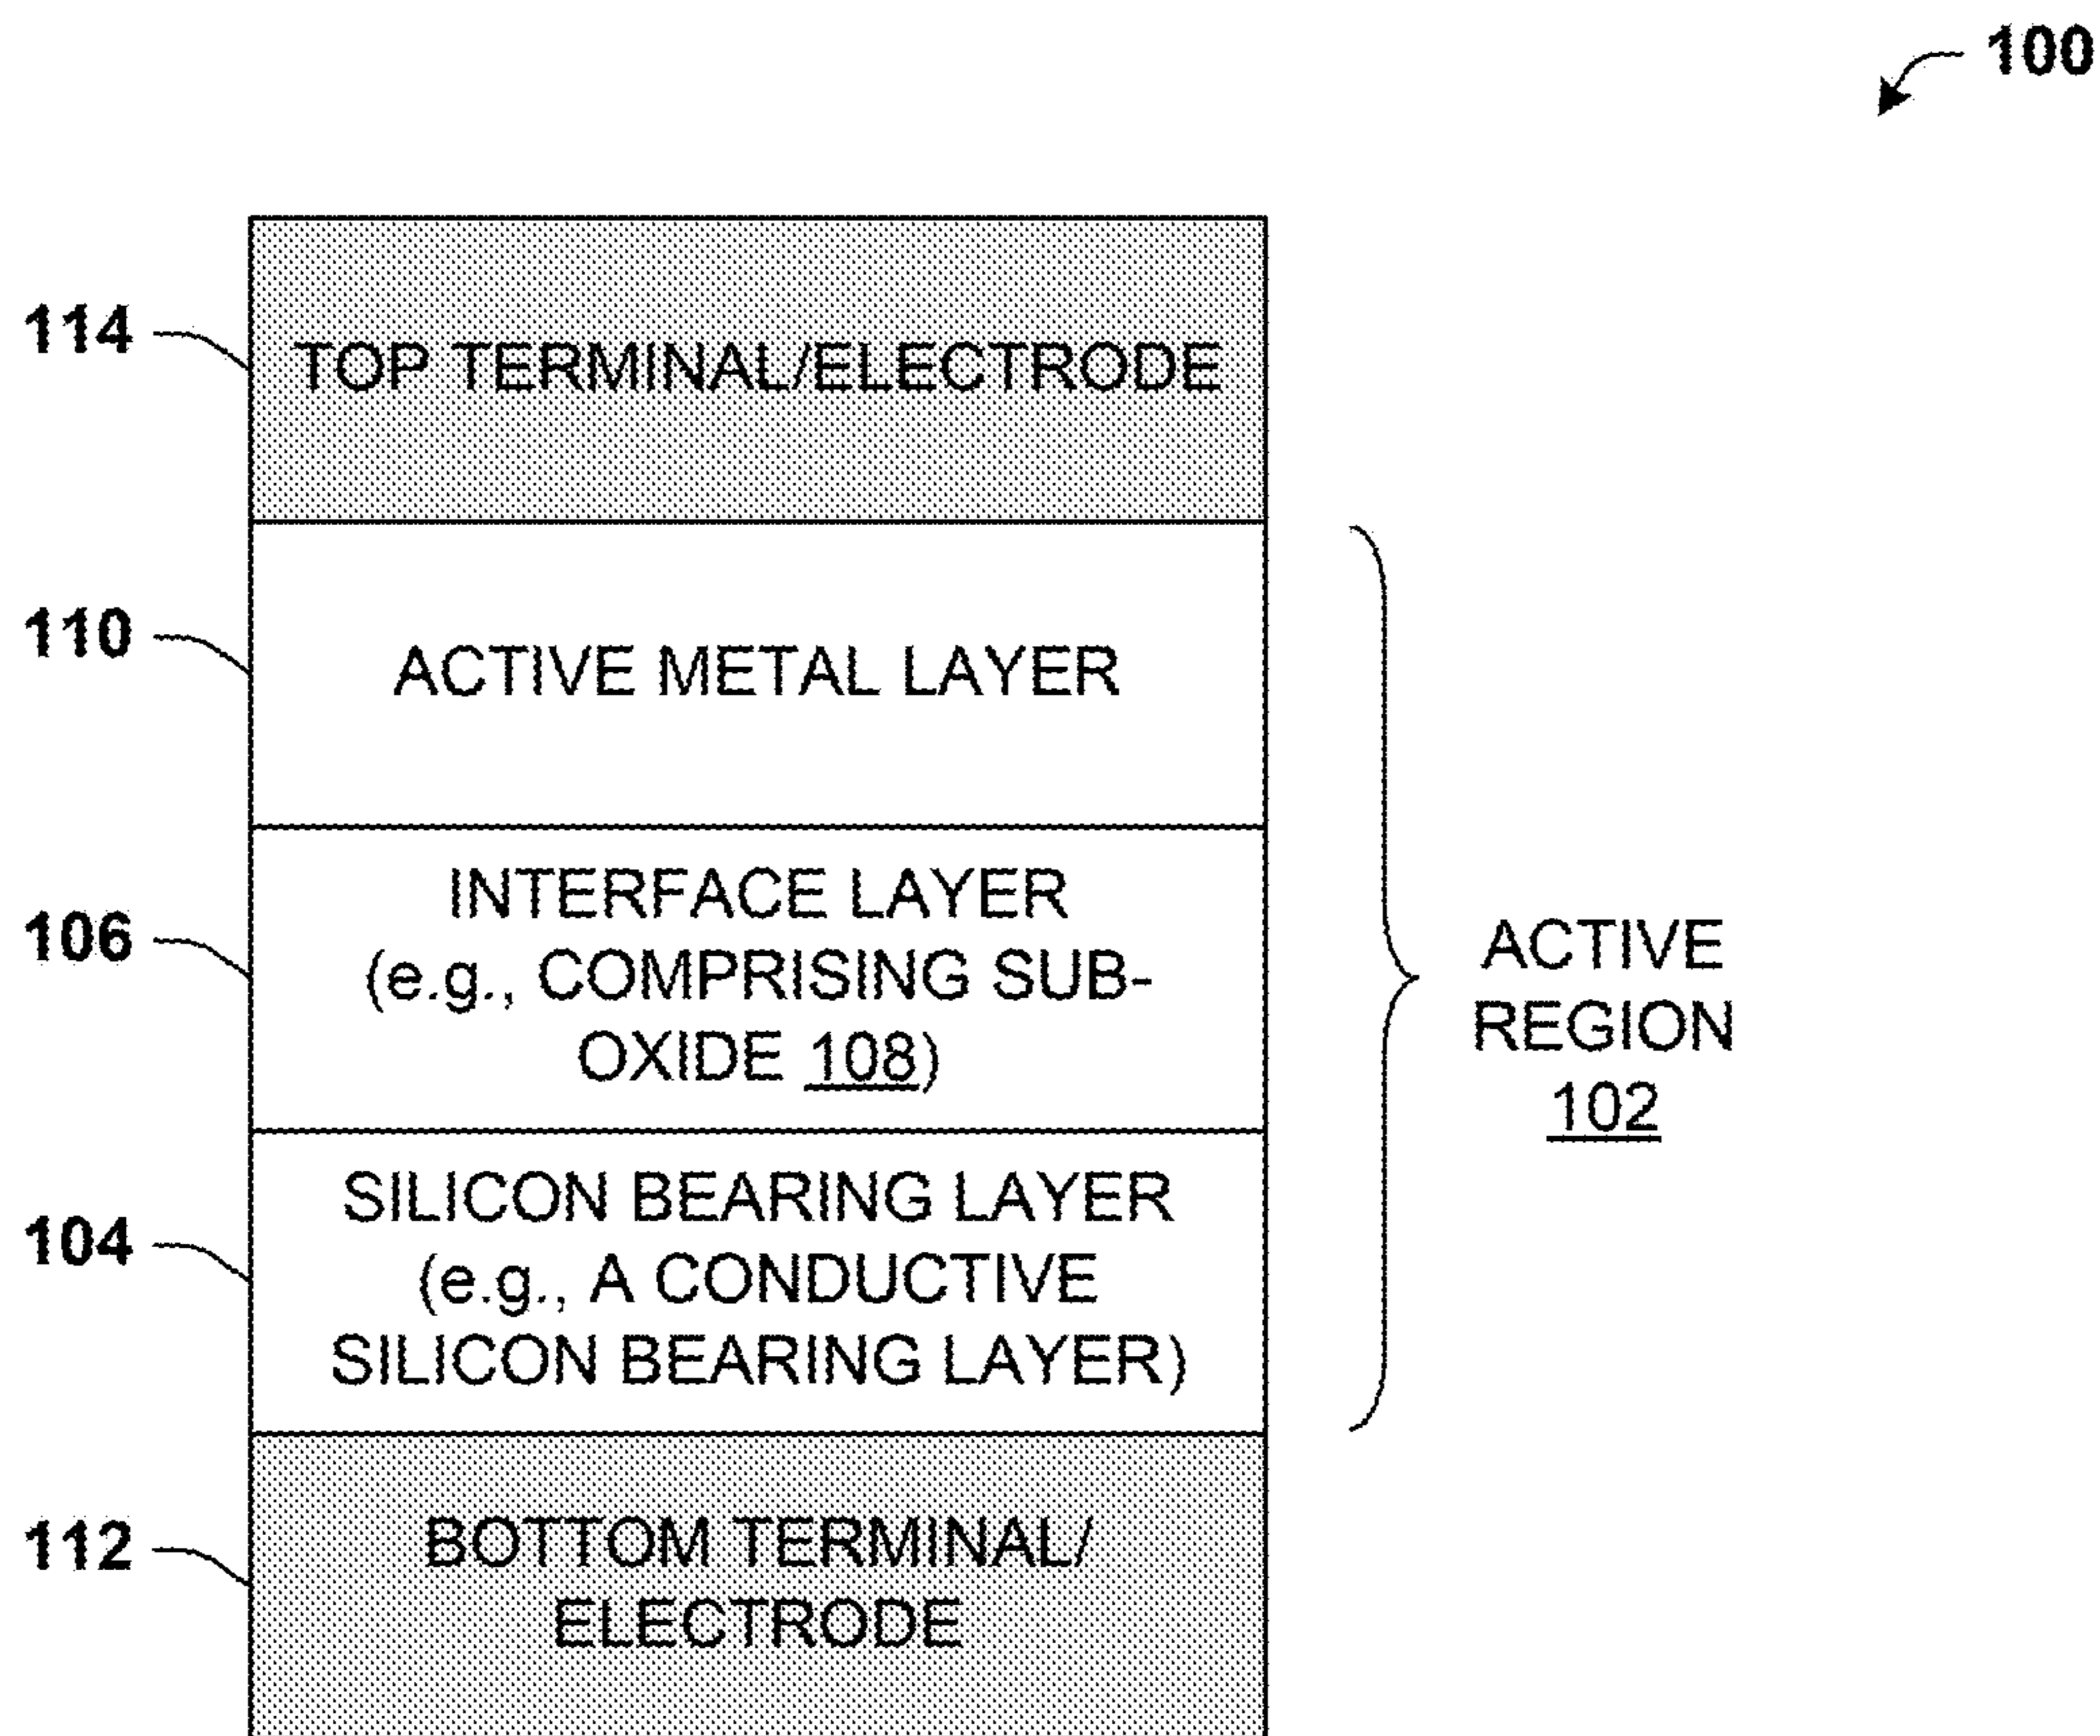 100
114
TOP TERMINAL/ELECTRODE
110
ACTIVE METAL LAYER
106
INTERFACE LAYER
(e.g., COMPRISING SUB-
OXIDE 108)
ACTIVE
REGION
102
104
SILICON BEARING LAYER
(e.g., A CONDUCTIVE
SILICON BEARING LAYER)
112
BOTTOM TERMINAL/
ELECTRODE